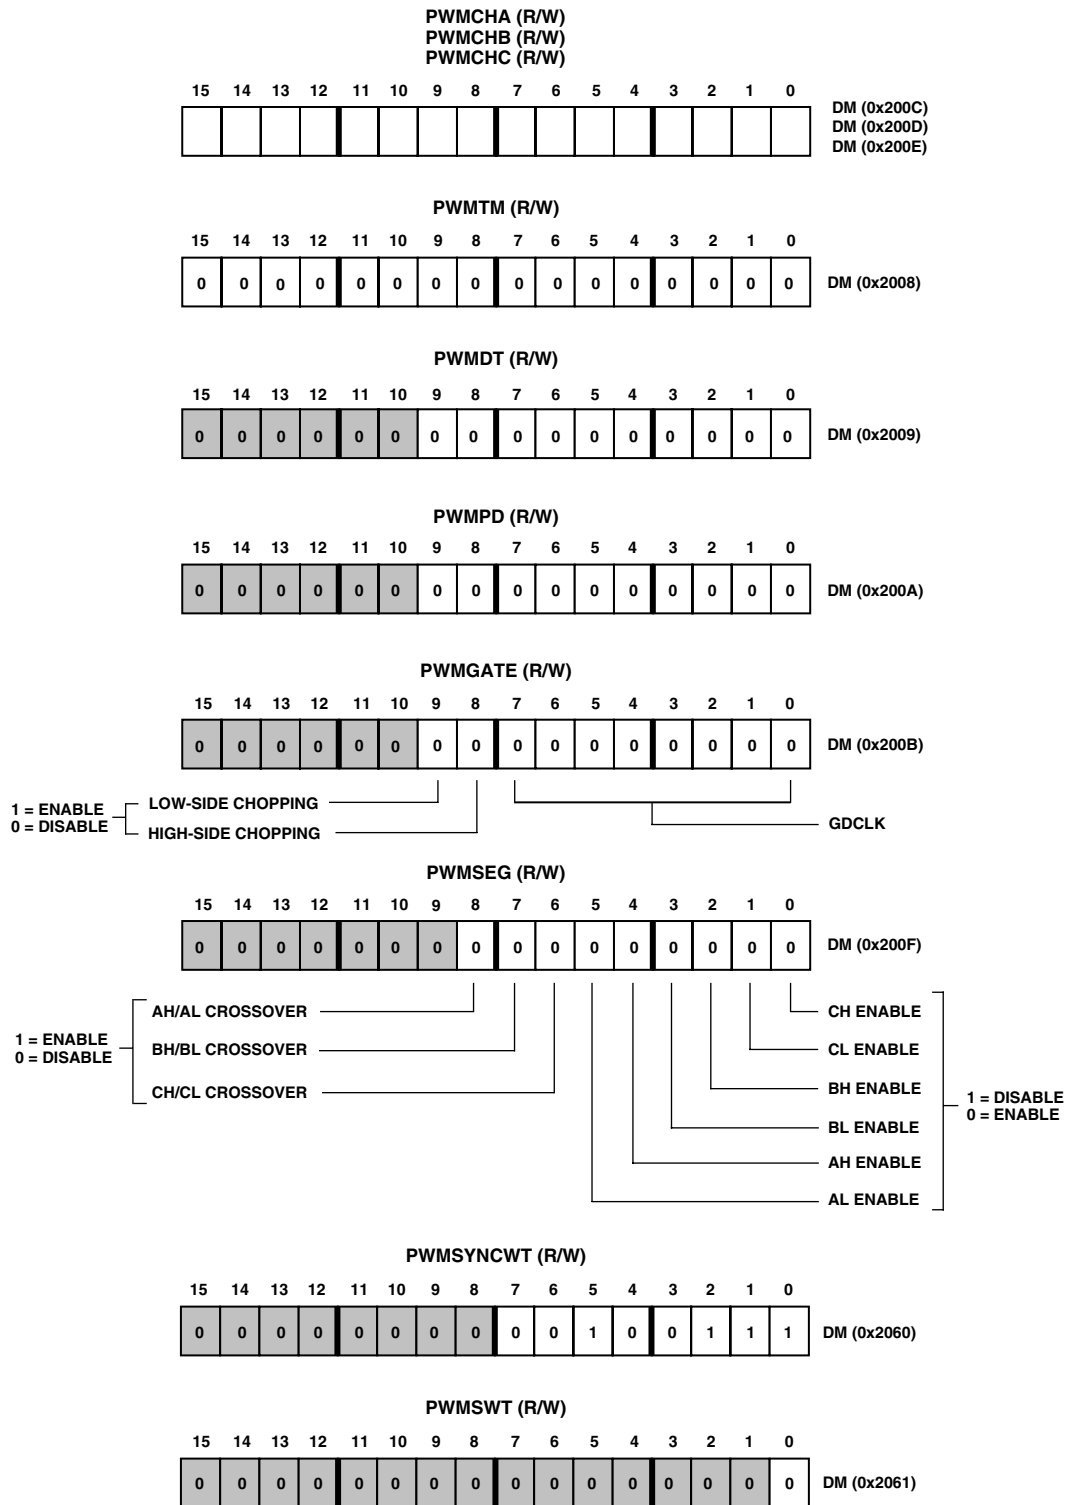 PWMCHA (R/W)
PWMCHB (R/W)
PWMCHC (R/W)
15 14 13 12 11 10 9 8 7 6 5 4 3 2 1 0
DM (0x200C)
DM (0x200D)
DM (0x200E)
PWMTM (R/W)
15 14 13 12 11 10 9 8 7 6 5 4 3 2 1 0
0 0 0 0 0 0 0 0 0 0 0 0 0 0 0 0 DM (0x2008)
PWMDT (R/W)
15 14 13 12 11 10 9 8 7 6 5 4 3 2 1 0
0 0 0 0 0 0 0 0 0 0 0 0 0 0 0 0 DM (0x2009)
PWMPD (R/W)
15 14 13 12 11 10 9 8 7 6 5 4 3 2 1 0
0 0 0 0 0 0 0 0 0 0 0 0 0 0 0 0 DM (0x200A)
PWMGATE (R/W)
15 14 13 12 11 10 9 8 7 6 5 4 3 2 1 0
0 0 0 0 0 0 0 0 0 0 0 0 0 0 0 0 DM (0x200B)
1 = ENABLE
0 = DISABLE
LOW-SIDE CHOPPING
HIGH-SIDE CHOPPING
GDCLK
PWMSEG (R/W)
15 14 13 12 11 10 9 8 7 6 5 4 3 2 1 0
0 0 0 0 0 0 0 0 0 0 0 0 0 0 0 0 DM (0x200F)
1 = ENABLE
0 = DISABLE
AH/AL CROSSOVER
BH/BL CROSSOVER
CH/CL CROSSOVER
CH ENABLE
CL ENABLE
BH ENABLE
BL ENABLE
AH ENABLE
AL ENABLE
1 = DISABLE
0 = ENABLE
PWMSYNCWT (R/W)
15 14 13 12 11 10 9 8 7 6 5 4 3 2 1 0
0 0 0 0 0 0 0 0 0 0 1 0 0 1 1 1 DM (0x2060)
PWMSWT (R/W)
15 14 13 12 11 10 9 8 7 6 5 4 3 2 1 0
0 0 0 0 0 0 0 0 0 0 0 0 0 0 0 0 DM (0x2061)